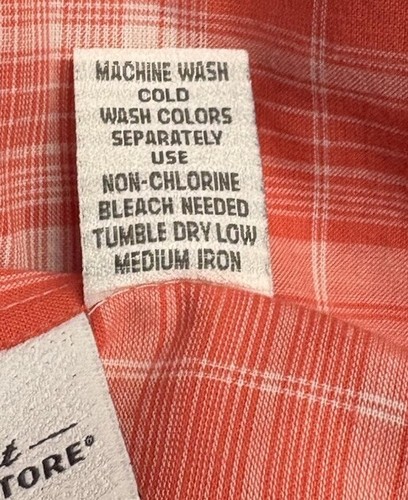 MACHINE WASH
COLD
WASH COLORS
SEPARATELY
USE
NON-CHLORINE
BLEACH NEEDED
TUMBLE DRY LOW
MEDIUM IRON
t
TORE®